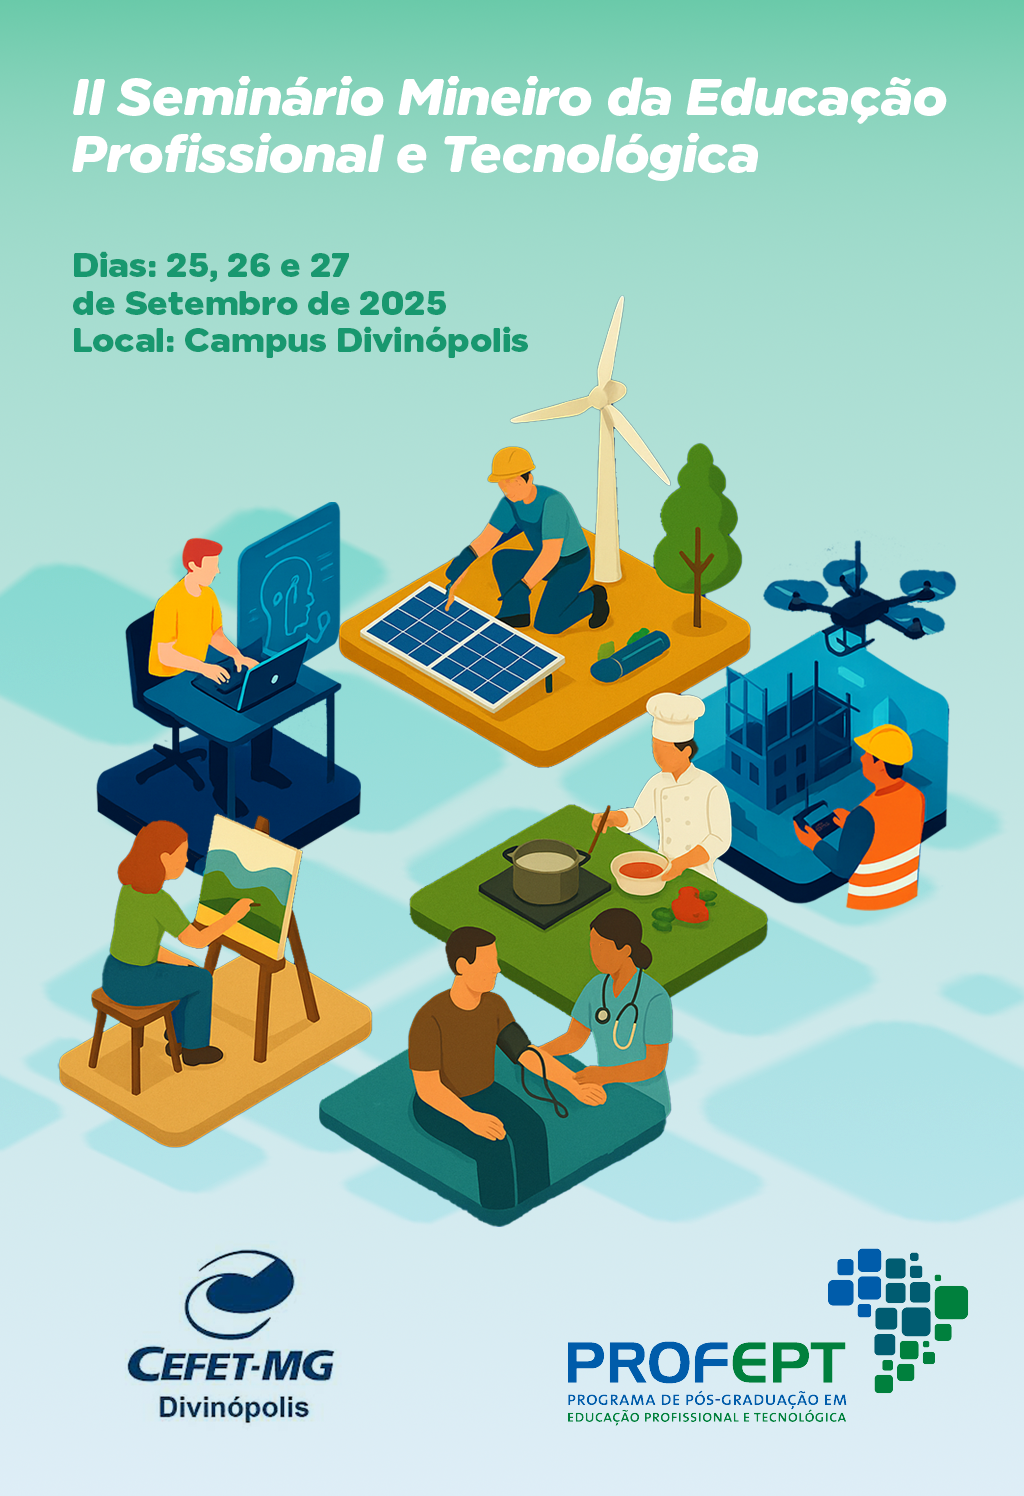 II Seminário Mineiro da Educação
Profissional e Tecnológica
Dias: 25, 26 e 27
de Setembro de 2025
Local: Campus Divinópolis
CEFET-MG
Divinópolis
PROFEPT
PROGRAMA DE PÓS-GRADUAÇÃO EM
EDUCAÇÃO PROFISSIONAL E TECNOLÓGICA